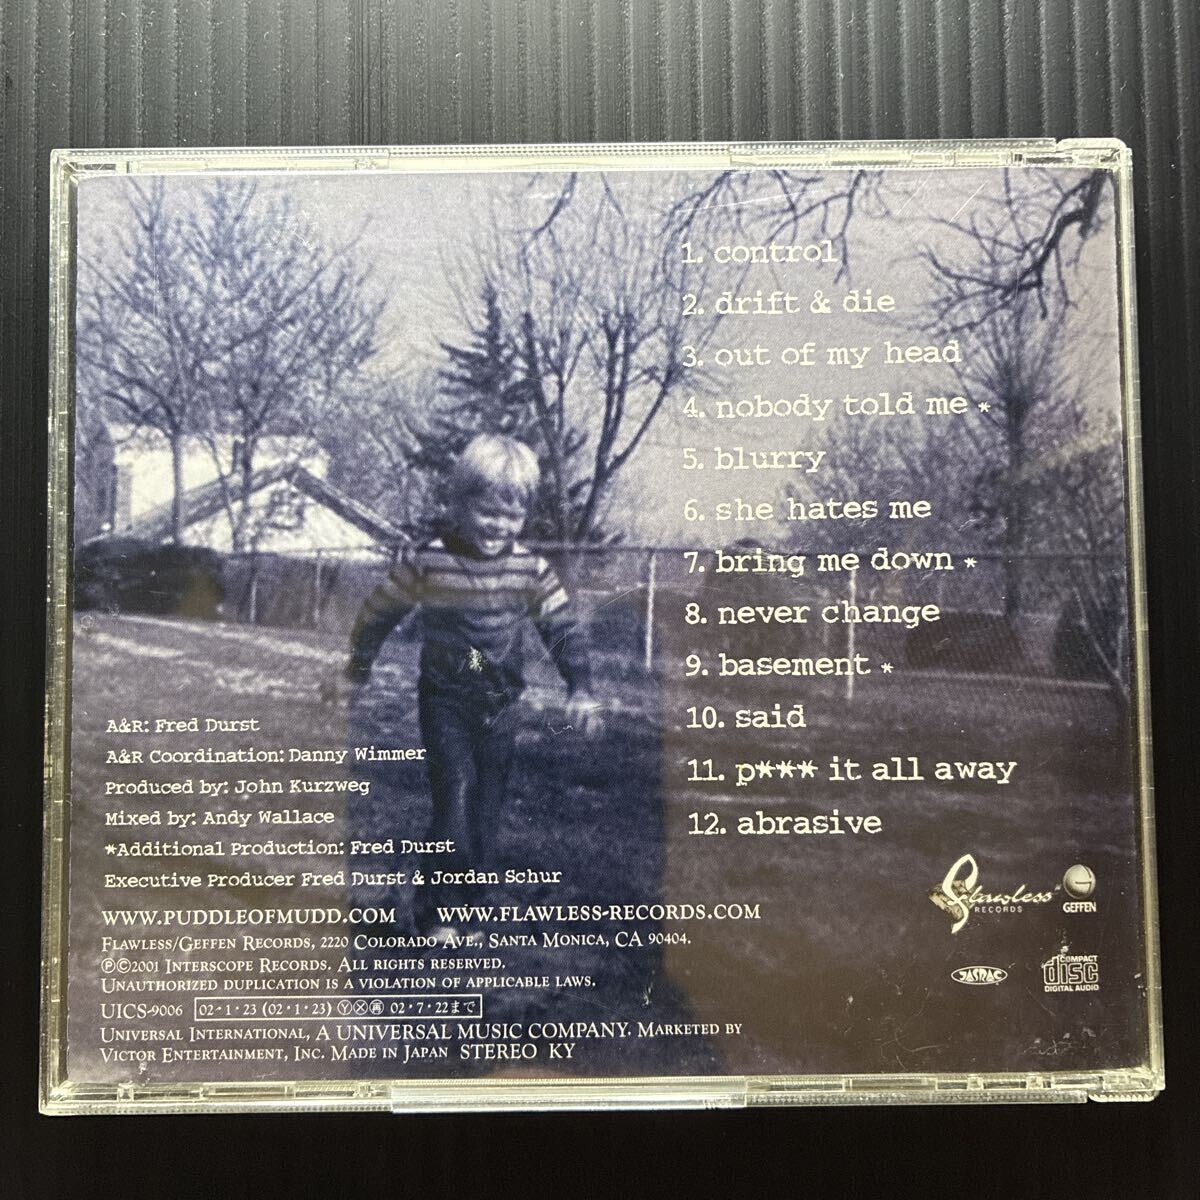 1. control
2. drift & die
3. out of my head
4. nobody told me *
5. blurry
6. she hates me
7. bring me down *
8. never change
9. basement *
10. said
11. p*** it all away
12. abrasive
A&R: Fred Durst
A&R Coordination: Danny Wimmer
Produced by: John Kurzweg
Mixed by: Andy Wallace
*Additional Production: Fred Durst
Executive Producer Fred Durst & Jordan Schur
WWW.PUDDLEOFMUDD.COM WWW.FLAWLESS-RECORDS.COM
FLAWLESS/GEFFEN RECORDS, 2220 COLORADO AVE., SANTA MONICA, CA 90404.
℗©2001 INTERSCOPE RECORDS. ALL RIGHTS RESERVED.
UNAUTHORIZED DUPLICATION IS A VIOLATION OF APPLICABLE LAWS.
UICS-9006 02・1・23 (02・1・23) Ⓨ Ⓧ 再 02・7・22まで
UNIVERSAL INTERNATIONAL, A UNIVERSAL MUSIC COMPANY. MARKETED BY
VICTOR ENTERTAINMENT, INC. MADE IN JAPAN STEREO KY
Flawless
RECORDS
GEFFEN
JASRAC
COMPACT
disc
DIGITAL AUDIO